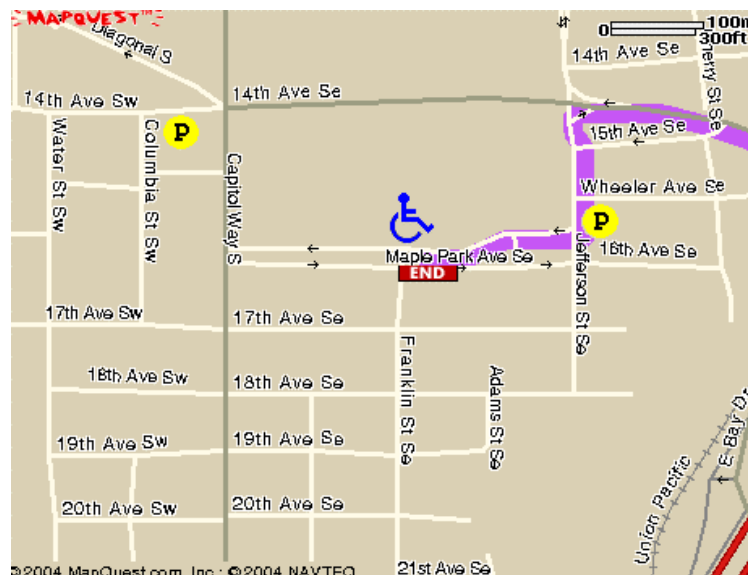 MAPQUEST
Diagonal S
0 100m
300ft
14th Ave Se
14th Ave Sw
14th Ave Se
P
15th Ave Se
Water St Sw
Columbia St Sw
Capitol Way S
Wheeler Ave Se
P
Maple Park Ave Se
16th Ave Se
END
Jefferson St Se
17th Ave Sw
17th Ave Se
Franklin St Se
Adams St Se
18th Ave Sw
18th Ave Se
19th Ave Sw
19th Ave Se
E Bay Dr
Union Pacific
20th Ave Sw
20th Ave Se
21st Ave Se
©2004 MapQuest.com, Inc.; ©2004 NAVTEQ